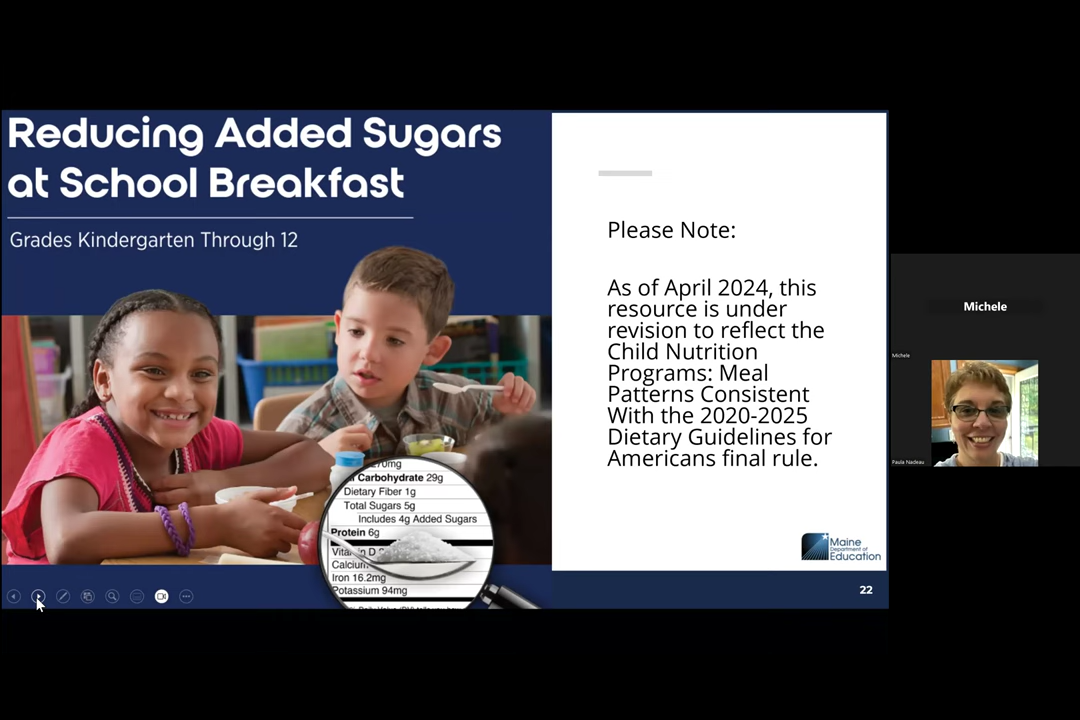 Reducing Added Sugars
at School Breakfast
Grades Kindergarten Through 12
270mg
Carbohydrate 29g
Dietary Fiber 1g
Total Sugars 5g
Includes 4g Added Sugars
Protein 6g
Calcium
Iron 16.2mg
Potassium 94mg
Please Note:
As of April 2024, this
resource is under
revision to reflect the
Child Nutrition
Programs: Meal
Patterns Consistent
With the 2020-2025
Dietary Guidelines for
Americans final rule.
Maine
Department of
Education
22
Michele
Michele
Paula Nadeau